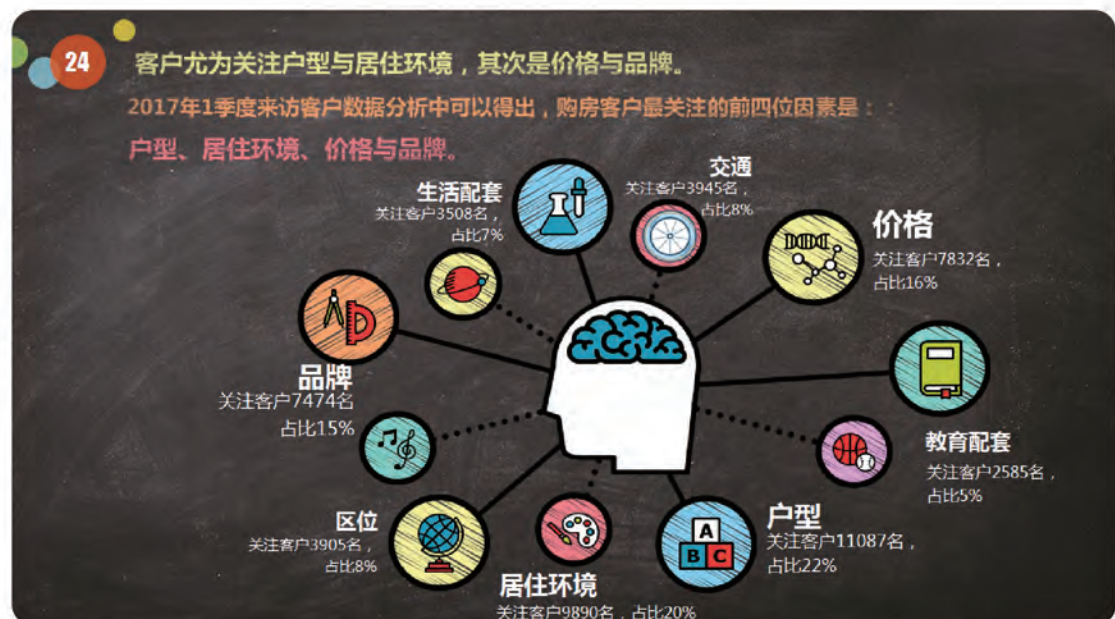 24
客户尤为关注户型与居住环境，其次是价格与品牌。
2017年1季度来访客户数据分析中可以得出，购房客户最关注的前四位因素是：
户型、居住环境、价格与品牌。
生活配套
关注客户3508名，
占比7%
交通
关注客户3945名，
占比8%
价格
关注客户7832名，
占比16%
品牌
关注客户7474名
占比15%
教育配套
关注客户2585名，
占比5%
区位
关注客户3905名，
占比8%
户型
关注客户11087名，
占比22%
居住环境
关注客户9890名，占比20%
A
B C